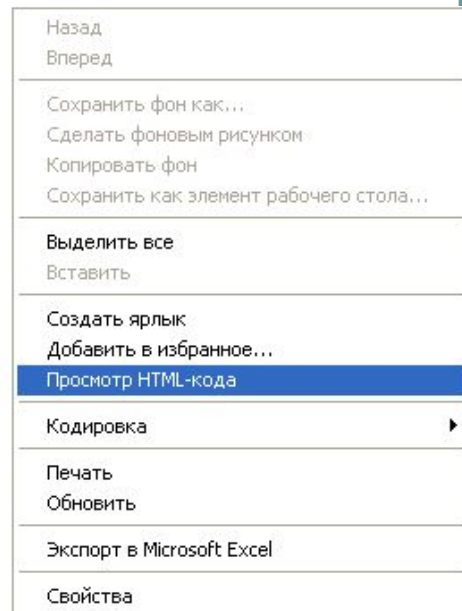 Назад
Вперед
Сохранить фон как...
Сделать фоновым рисунком
Копировать фон
Сохранить как элемент рабочего стола...
Выделить все
Вставить
Создать ярлык
Добавить в избранное...
Просмотр HTML-кода
Кодировка
Печать
Обновить
Экспорт в Microsoft Excel
Свойства